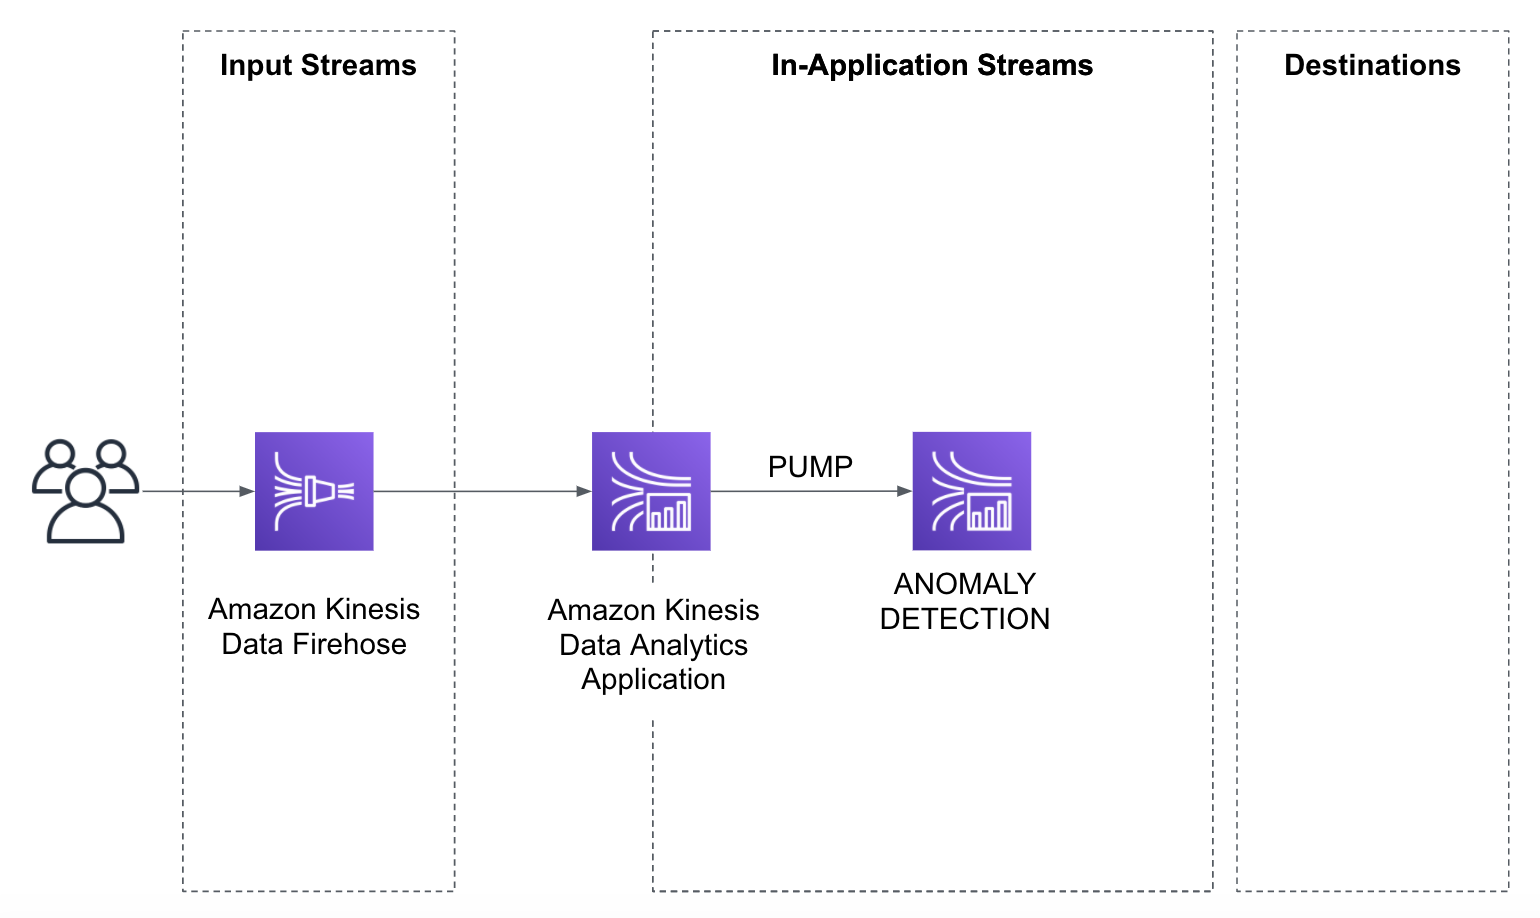 Input Streams
In-Application Streams
Destinations
PUMP
Amazon Kinesis
Data Firehose
Amazon Kinesis
Data Analytics
Application
ANOMALY
DETECTION